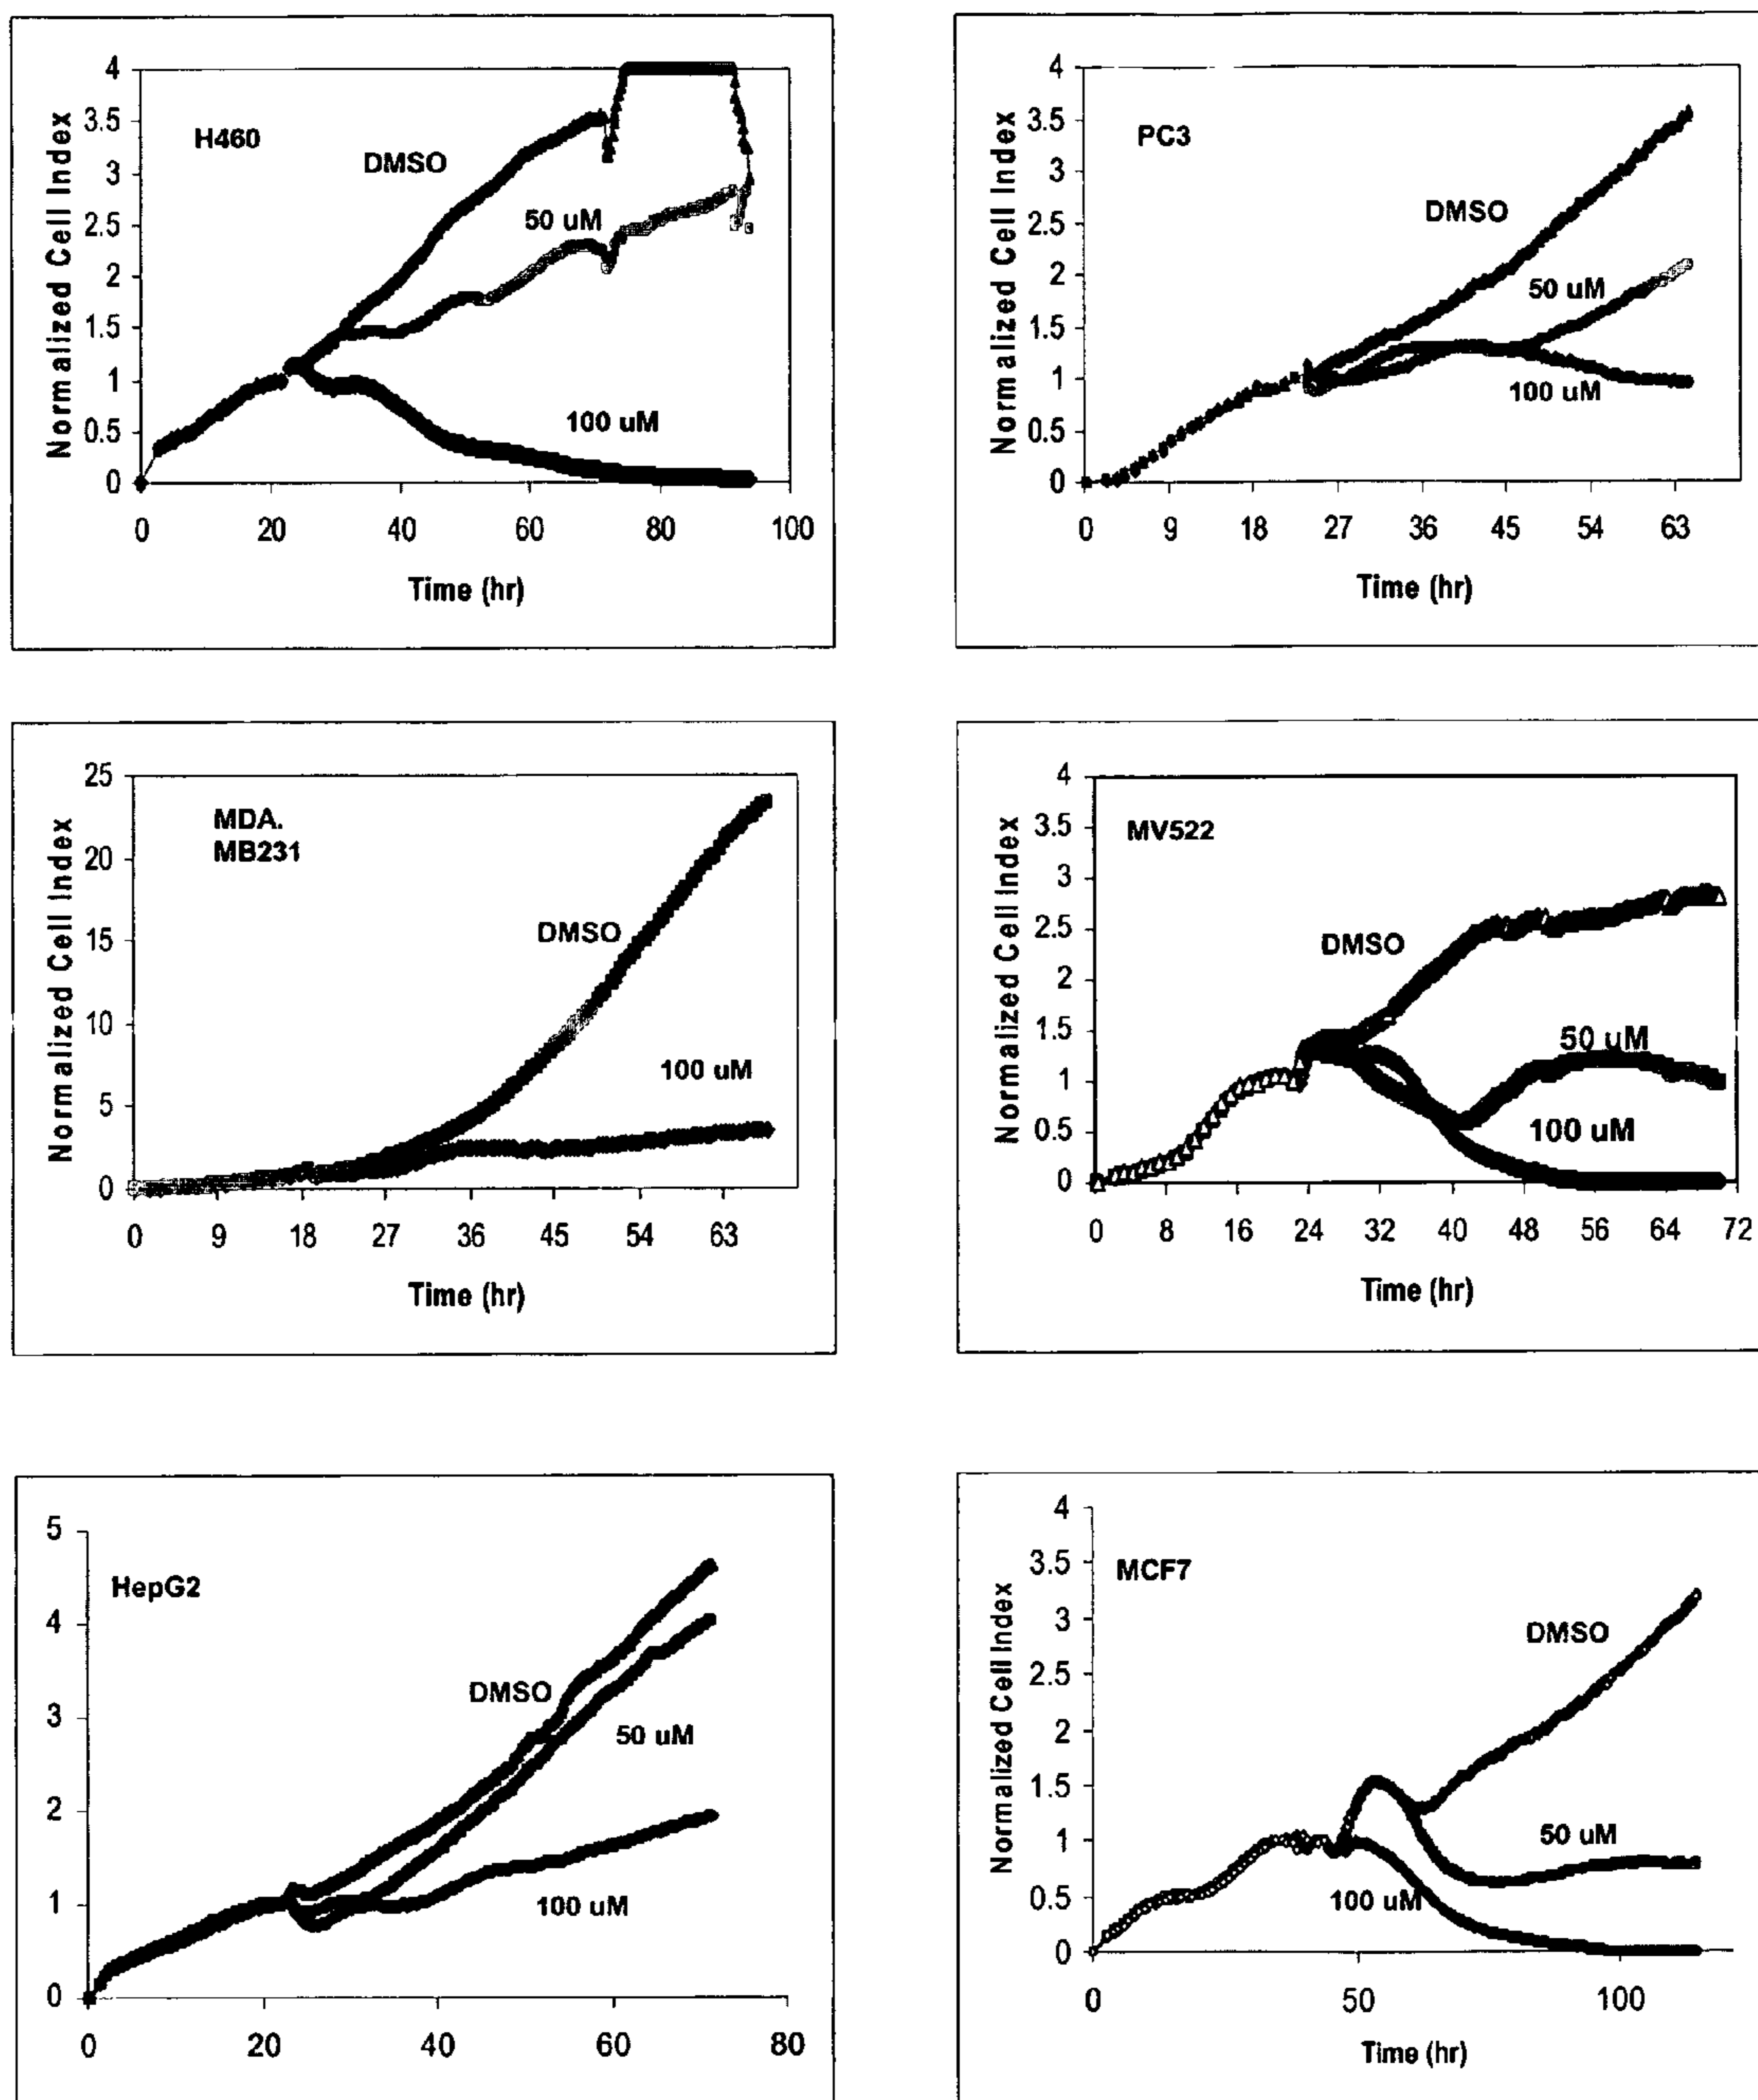 H460
DMSO
50 uM
100 uM
Normalized Cell Index
4
3.5
3
2.5
2
1.5
1
0.5
0
0 20 40 60 80 100
Time (hr)
PC3
DMSO
50 uM
100 uM
Normalized Cell Index
4
3.5
3
2.5
2
1.5
1
0.5
0
0 9 18 27 36 45 54 63
Time (hr)
MDA.
MB231
DMSO
100 uM
Normalized Cell Index
25
20
15
10
5
0
0 9 18 27 36 45 54 63
Time (hr)
MV522
DMSO
50 uM
100 uM
Normalized Cell Index
4
3.5
3
2.5
2
1.5
1
0.5
0
0 8 16 24 32 40 48 56 64 72
Time (hr)
HepG2
DMSO
50 uM
100 uM
5
4
3
2
1
0
0 20 40 60 80
MCF7
DMSO
50 uM
100 uM
Normalized Cell Index
4
3.5
3
2.5
2
1.5
1
0.5
0
0 50 100
Time (hr)